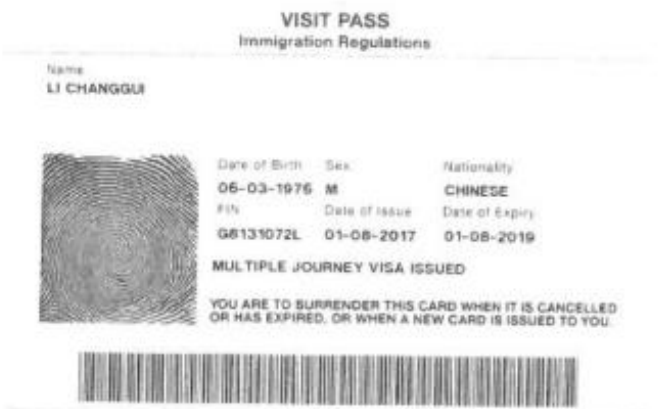 VISIT PASS
Immigration Regulations
Name
LI CHANGGUI
Date of Birth Sex Nationality
06-03-1976 M CHINESE
FIN Date of Issue Date of Expiry
G8131072L 01-08-2017 01-08-2019
MULTIPLE JOURNEY VISA ISSUED
YOU ARE TO SURRENDER THIS CARD WHEN IT IS CANCELLED
OR HAS EXPIRED, OR WHEN A NEW CARD IS ISSUED TO YOU.